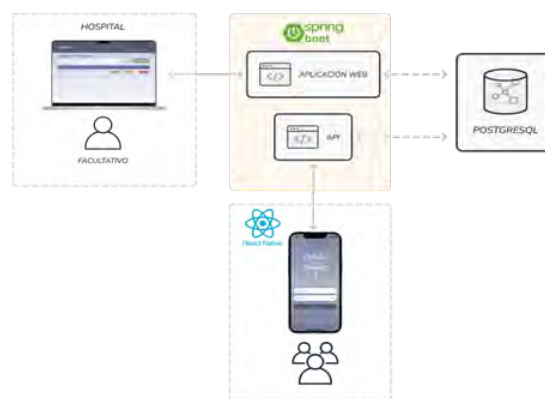 HOSPITAL
FACULTATIVO
spring
boot
APLICACIÓN WEB
API
POSTGRESQL
React Native